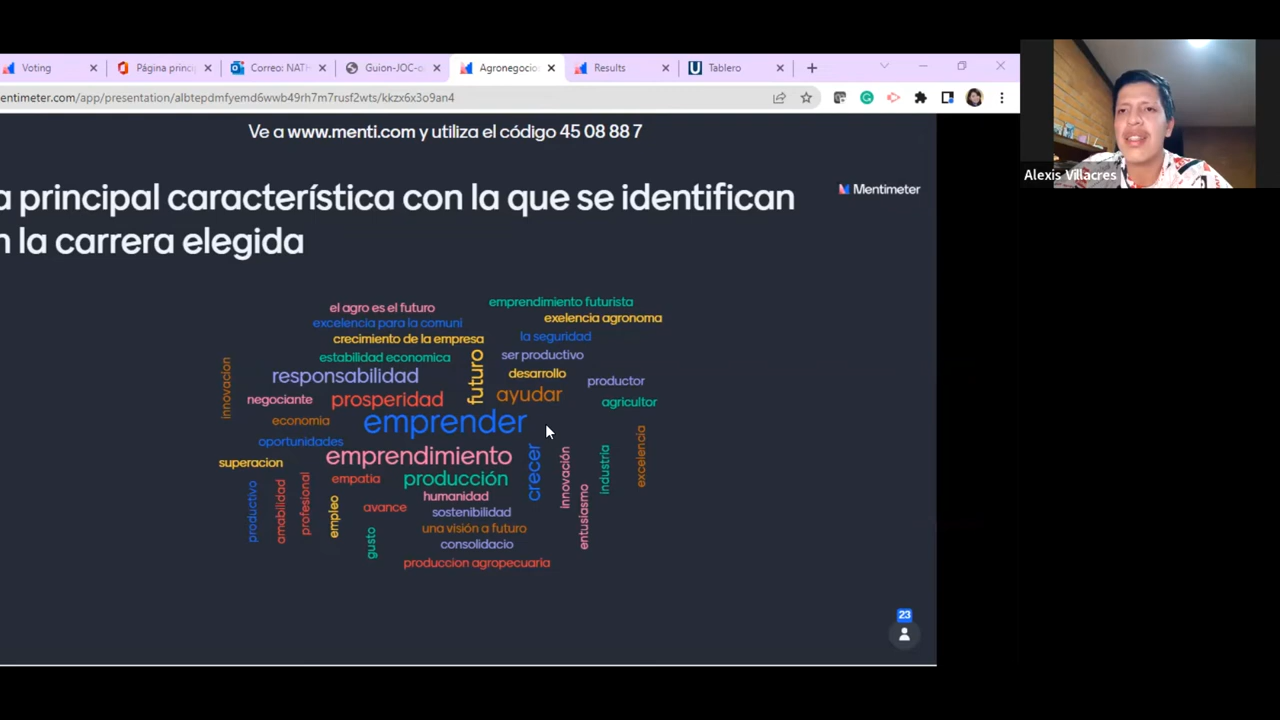 Voting
Página princi
Correo: NATH
Guion-JOC-o
Agronegocio
Results
Tablero
entimeter.com/app/presentation/albtepdmfyemd6wwb49rh7m7rusf2wts/kkzx6x3o9an4
Ve a www.menti.com y utiliza el código 45 08 88 7
a principal característica con la que se identifican
n la carrera elegida
Mentimeter
Alexis Villacres
el agro es el futuro
emprendimiento futurista
excelencia para la comuni
exelencia agronoma
crecimiento de la empresa
la seguridad
estabilidad economica
futuro
ser productivo
innovacion
responsabilidad
desarrollo
productor
negociante
prosperidad
ayudar
agricultor
economia
emprender
oportunidades
superacion
emprendimiento
crecer
innovación
industria
excelencia
empatia
producción
productivo
amabilidad
profesional
empleo
avance
humanidad
sostenibilidad
entusiasmo
gusto
una visión a futuro
consolidacio
produccion agropecuaria
23